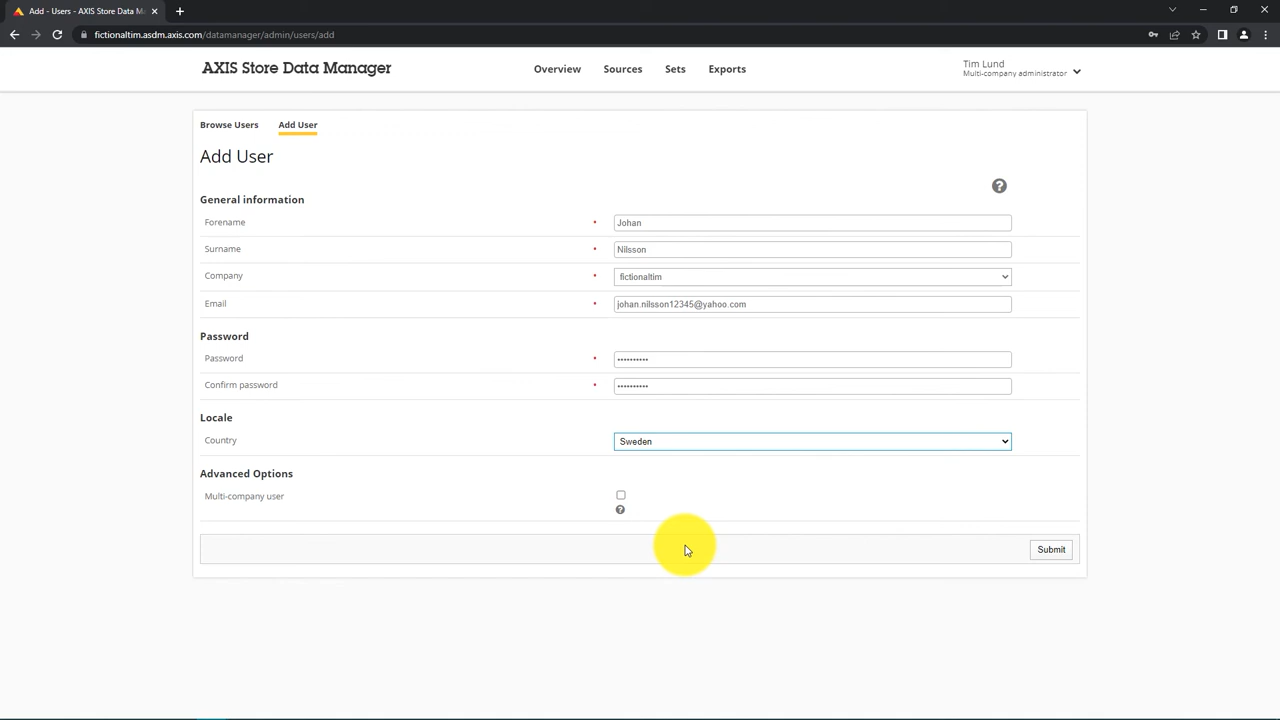 Add - Users - AXIS Store Data M
fictionaltim.asdm.axis.com/datamanager/admin/users/add
AXIS Store Data Manager
Overview
Sources
Sets
Exports
Tim Lund
Multi-company administrator
Browse Users
Add User
Add User
?
General information
Forename
•
Johan
Surname
•
Nilsson
Company
•
fictionaltim
Email
•
johan.nilsson12345@yahoo.com
Password
Password
•
••••••••••
Confirm password
•
••••••••••
Locale
Country
Sweden
Advanced Options
Multi-company user
?
Submit